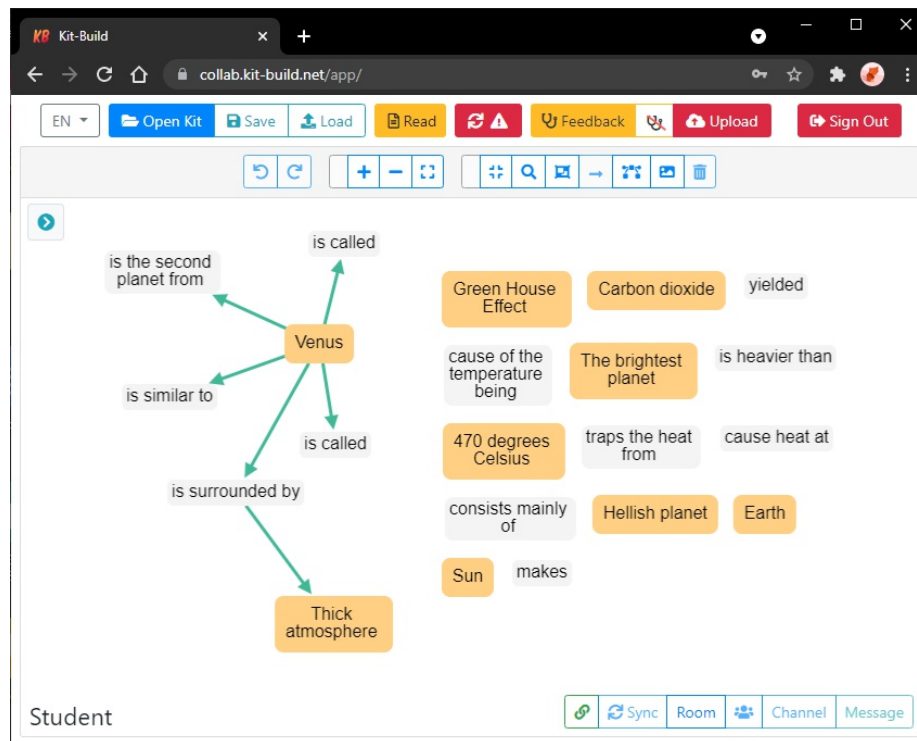 KB Kit-Build
collab.kit-build.net/app/
EN Open Kit Save Load Read Feedback Upload Sign Out
is called
is the second
planet from
Venus
is similar to
is called
is surrounded by
Thick
atmosphere
Green House
Effect
Carbon dioxide
yielded
cause of the
temperature
being
The brightest
planet
is heavier than
470 degrees
Celsius
traps the heat
from
cause heat at
consists mainly
of
Hellish planet
Earth
Sun
makes
Student
Sync Room Channel Message